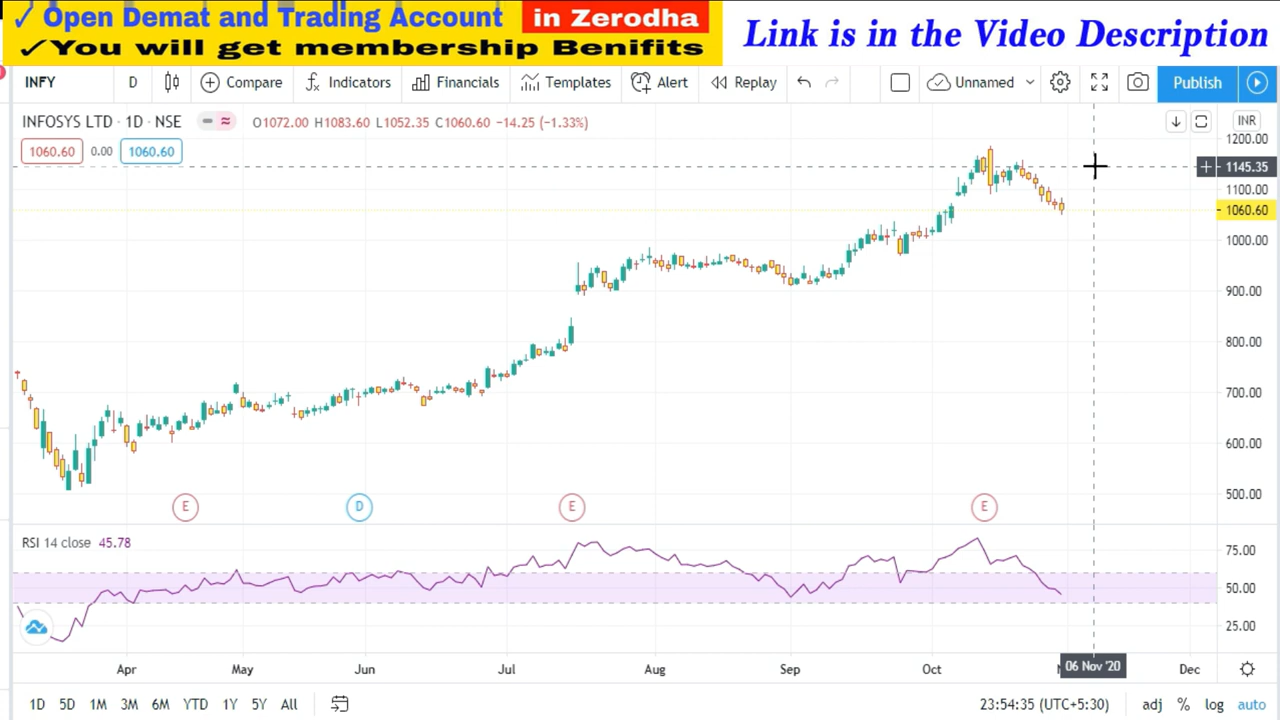 ✓ Open Demat and Trading Account in Zerodha
✓You will get membership Benifits
Link is in the Video Description
INFY D Compare Indicators Financials Templates Alert Replay Unnamed Publish
INFOSYS LTD · 1D · NSE O1072.00 H1083.60 L1052.35 C1060.60 −14.25 (−1.33%) INR
1060.60 0.00 1060.60
1200.00
1145.35
1100.00
1060.60
1000.00
900.00
800.00
700.00
600.00
500.00
E D E E
RSI 14 close 45.78
75.00
50.00
25.00
Apr May Jun Jul Aug Sep Oct 06 Nov '20 Dec
1D 5D 1M 3M 6M YTD 1Y 5Y All 23:54:35 (UTC+5:30) adj % log auto